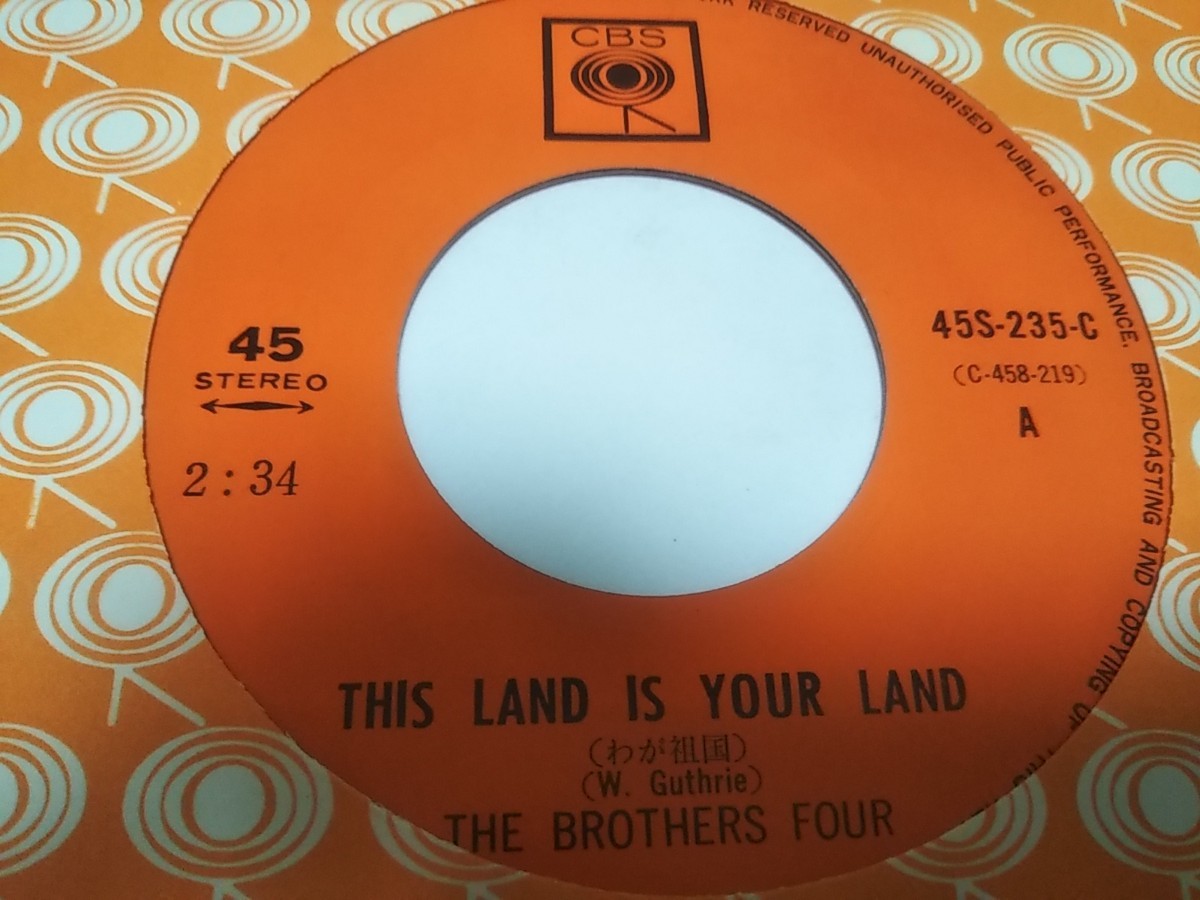 CBS
RESERVED UNAUTHORISED PUBLIC PERFORMANCE, BROADCASTING AND COPYING OF
45
STEREO
2:34
45S-235-C
(C-458-219)
A
THIS LAND IS YOUR LAND
(わが祖国)
(W. Guthrie)
THE BROTHERS FOUR